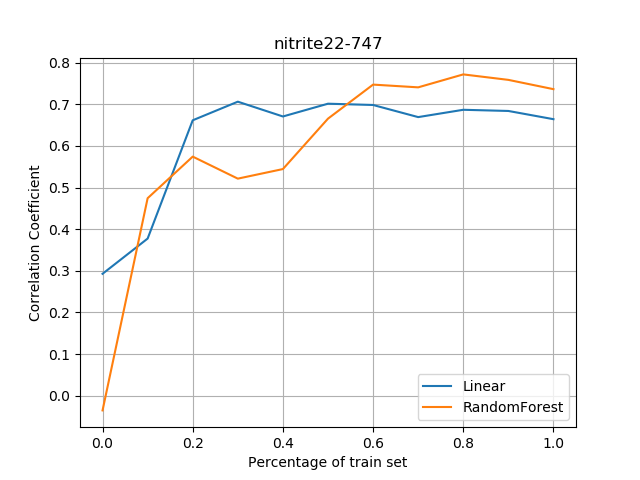 nitrite22-747
Correlation Coefficient
0.8
0.7
0.6
0.5
0.4
0.3
0.2
0.1
0.0
0.0 0.2 0.4 0.6 0.8 1.0
Percentage of train set
Linear
RandomForest